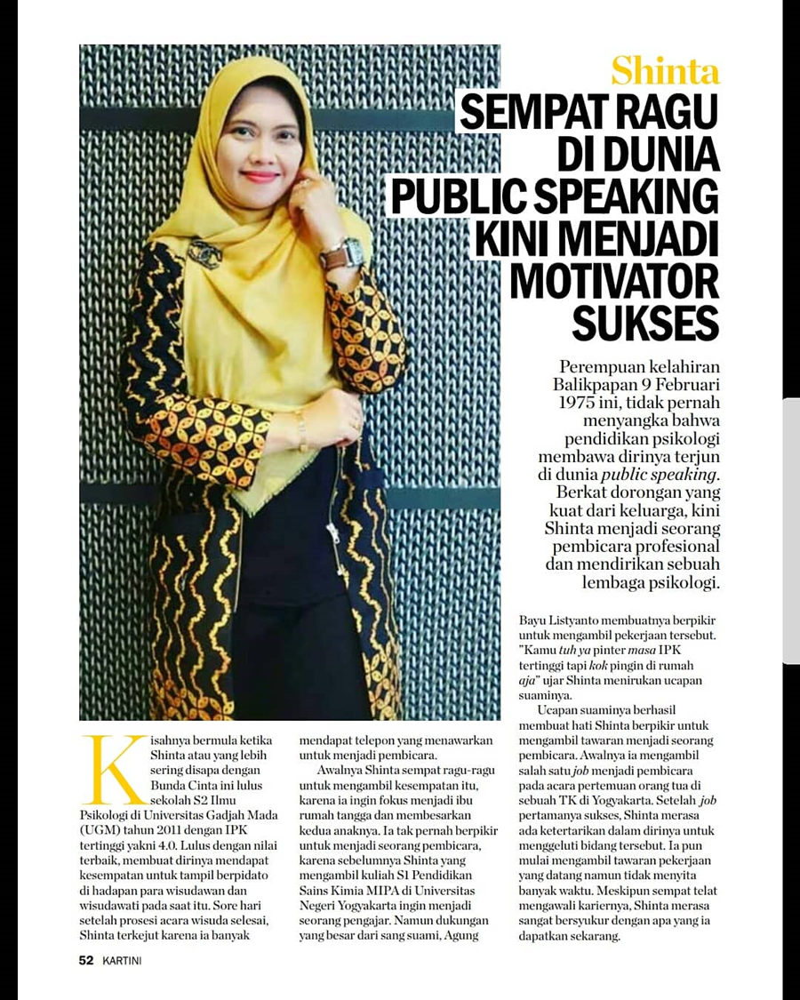 Shinta
SEMPAT RAGU
DI DUNIA
PUBLIC SPEAKING
KINI MENJADI
MOTIVATOR
SUKSES
Perempuan kelahiran
Balikpapan 9 Februari
1975 ini, tidak pernah
menyangka bahwa
pendidikan psikologi
membawa dirinya terjun
di dunia public speaking.
Berkat dorongan yang
kuat dari keluarga, kini
Shinta menjadi seorang
pembicara profesional
dan mendirikan sebuah
lembaga psikologi.
Kisahnya bermula ketika
Shinta atau yang lebih
sering disapa dengan
Bunda Cinta ini lulus
sekolah S2 Ilmu
Psikologi di Universitas Gadjah Mada
(UGM) tahun 2011 dengan IPK
tertinggi yakni 4.0. Lulus dengan nilai
terbaik, membuat dirinya mendapat
kesempatan untuk tampil berpidato
di hadapan para wisudawan dan
wisudawati pada saat itu. Sore hari
setelah prosesi acara wisuda selesai,
Shinta terkejut karena ia banyak
mendapat telepon yang menawarkan
untuk menjadi pembicara.
Awalnya Shinta sempat ragu-ragu
untuk mengambil kesempatan itu,
karena ia ingin fokus menjadi ibu
rumah tangga dan membesarkan
kedua anaknya. Ia tak pernah berpikir
untuk menjadi seorang pembicara,
karena sebelumnya Shinta yang
mengambil kuliah S1 Pendidikan
Sains Kimia MIPA di Universitas
Negeri Yogyakarta ingin menjadi
seorang pengajar. Namun dukungan
yang besar dari sang suami, Agung
Bayu Listyanto membuatnya berpikir
untuk mengambil pekerjaan tersebut.
"Kamu tuh ya pinter masa IPK
tertinggi tapi kok pingin di rumah
aja" ujar Shinta menirukan ucapan
suaminya.
Ucapan suaminya berhasil
membuat hati Shinta berpikir untuk
mengambil tawaran menjadi seorang
pembicara. Awalnya ia mengambil
salah satu job menjadi pembicara
pada acara pertemuan orang tua di
sebuah TK di Yogyakarta. Setelah job
pertamanya sukses, Shinta merasa
ada ketertarikan dalam dirinya untuk
menggeluti bidang tersebut. Ia pun
mulai mengambil tawaran pekerjaan
yang datang namun tidak menyita
banyak waktu. Meskipun sempat telat
mengawali kariernya, Shinta merasa
sangat bersyukur dengan apa yang ia
dapatkan sekarang.
52 KARTINI